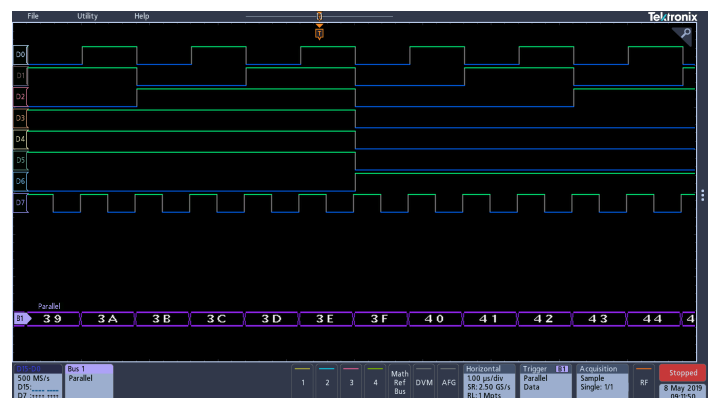 File Utility Help Tektronix
T
D0
D1
D2
D3
D4
D5
D6
D7
Parallel
B1 39 3A 3B 3C 3D 3E 3F 40 41 42 43 44 4
D15-D0
500 MS/s
D15:
D7
Bus 1
Parallel
1 2 3 4
Math
Ref
Bus
DVM
AFG
Horizontal
1.00 µs/div
SR: 2.50 GS/s
RL: 1 Mpts
Trigger B1
Parallel
Data
Acquisition
Sample
Single: 1/1
RF
Stopped
8 May 2019
09:11:50